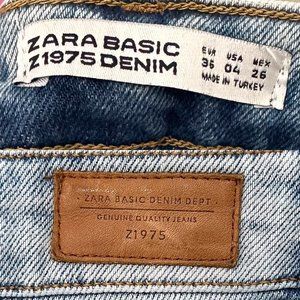 ZARA BASIC
Z1975 DENIM
EUR USA MEX
36 04 26
MADE IN TURKEY
· ZARA BASIC DENIM DEPT ·
GENUINE QUALITY JEANS
Z1975